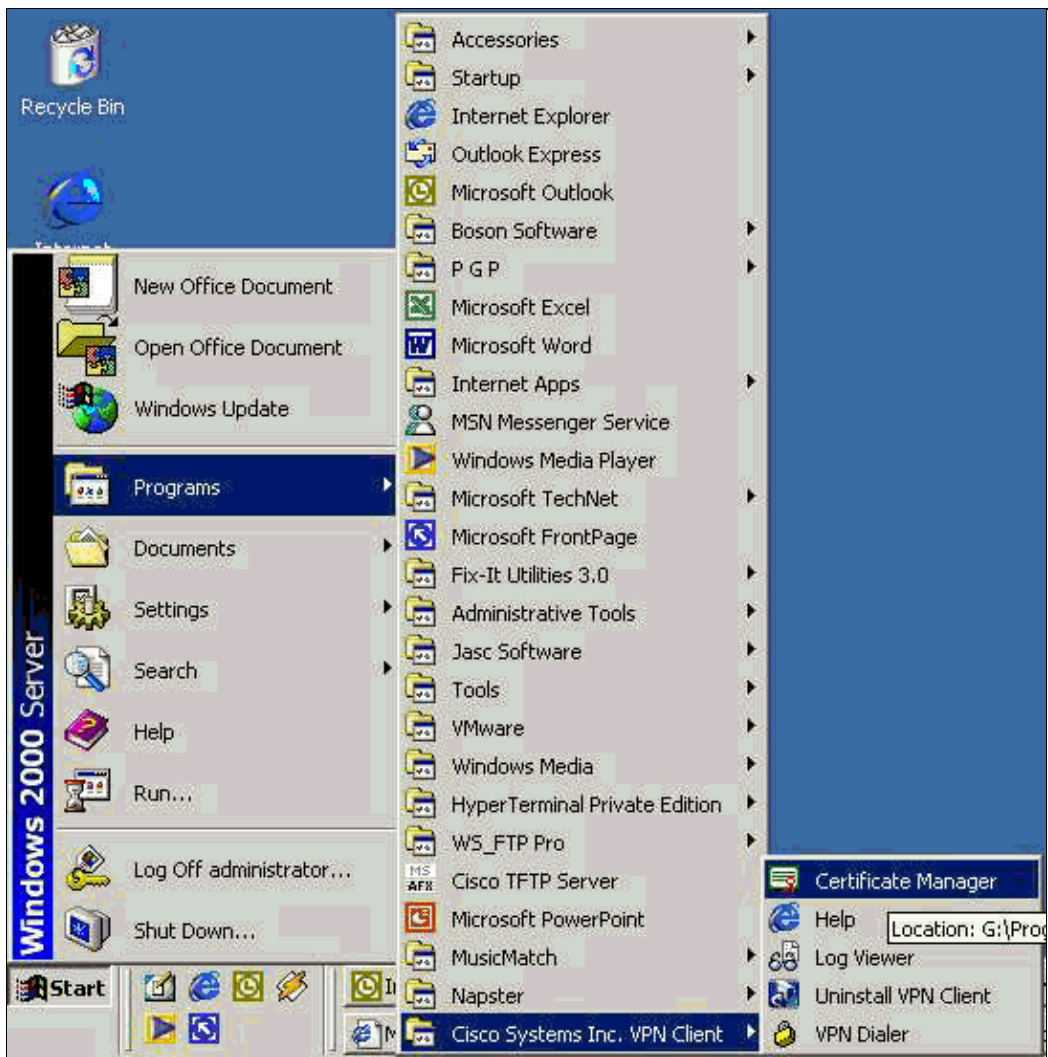 Recycle Bin
New Office Document
Open Office Document
Windows Update
Programs
Documents
Settings
Search
Help
Run...
Log Off administrator...
Shut Down...
Windows 2000 Server
Start
Accessories
Startup
Internet Explorer
Outlook Express
Microsoft Outlook
Boson Software
P G P
Microsoft Excel
Microsoft Word
Internet Apps
MSN Messenger Service
Windows Media Player
Microsoft TechNet
Microsoft FrontPage
Fix-It Utilities 3.0
Administrative Tools
Jasc Software
Tools
VMware
Windows Media
HyperTerminal Private Edition
WS_FTP Pro
MS AFX
Cisco TFTP Server
Microsoft PowerPoint
MusicMatch
Napster
Cisco Systems Inc. VPN Client
Certificate Manager
Help
Location: G:\Prog
Log Viewer
Uninstall VPN Client
VPN Dialer